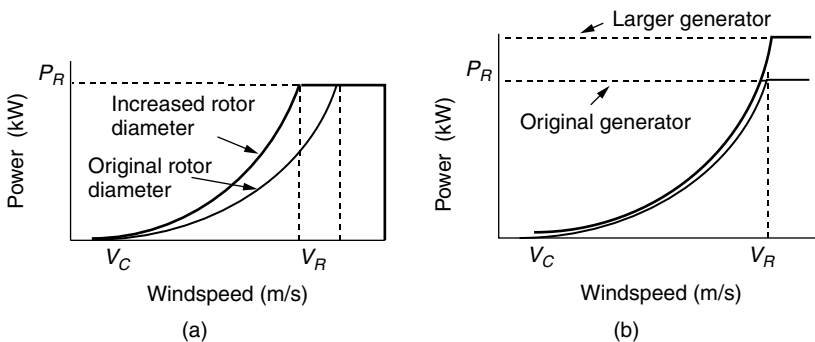 P_R
Increased rotor
diameter
Original rotor
diameter
Power (kW)
V_C
V_R
Windspeed (m/s)
(a)
Larger generator
P_R
Original generator
Power (kW)
V_C
V_R
Windspeed (m/s)
(b)